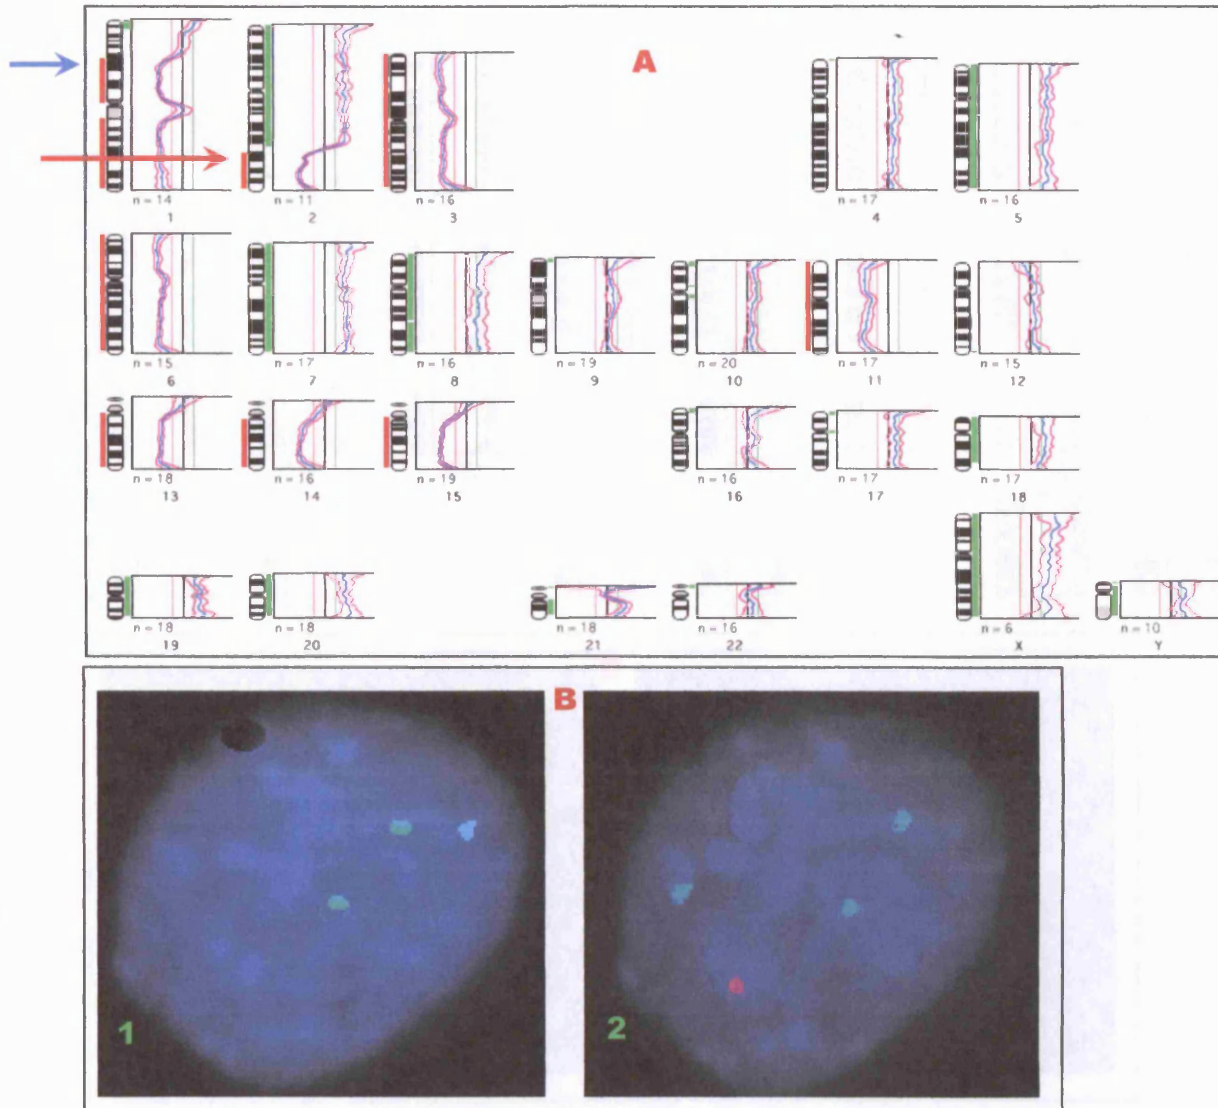 A
n=14 n=11 n=16 n=17 n=16
1 2 3 4 5
n=15 n=17 n=16 n=19 n=20 n=17 n=15
6 7 8 9 10 11 12
n=18 n=16 n=19 n=16 n=17 n=17
13 14 15 16 17 18
n=18 n=18 n=18 n=16 n=6 n=10
19 20 21 22 X Y
B
1 2